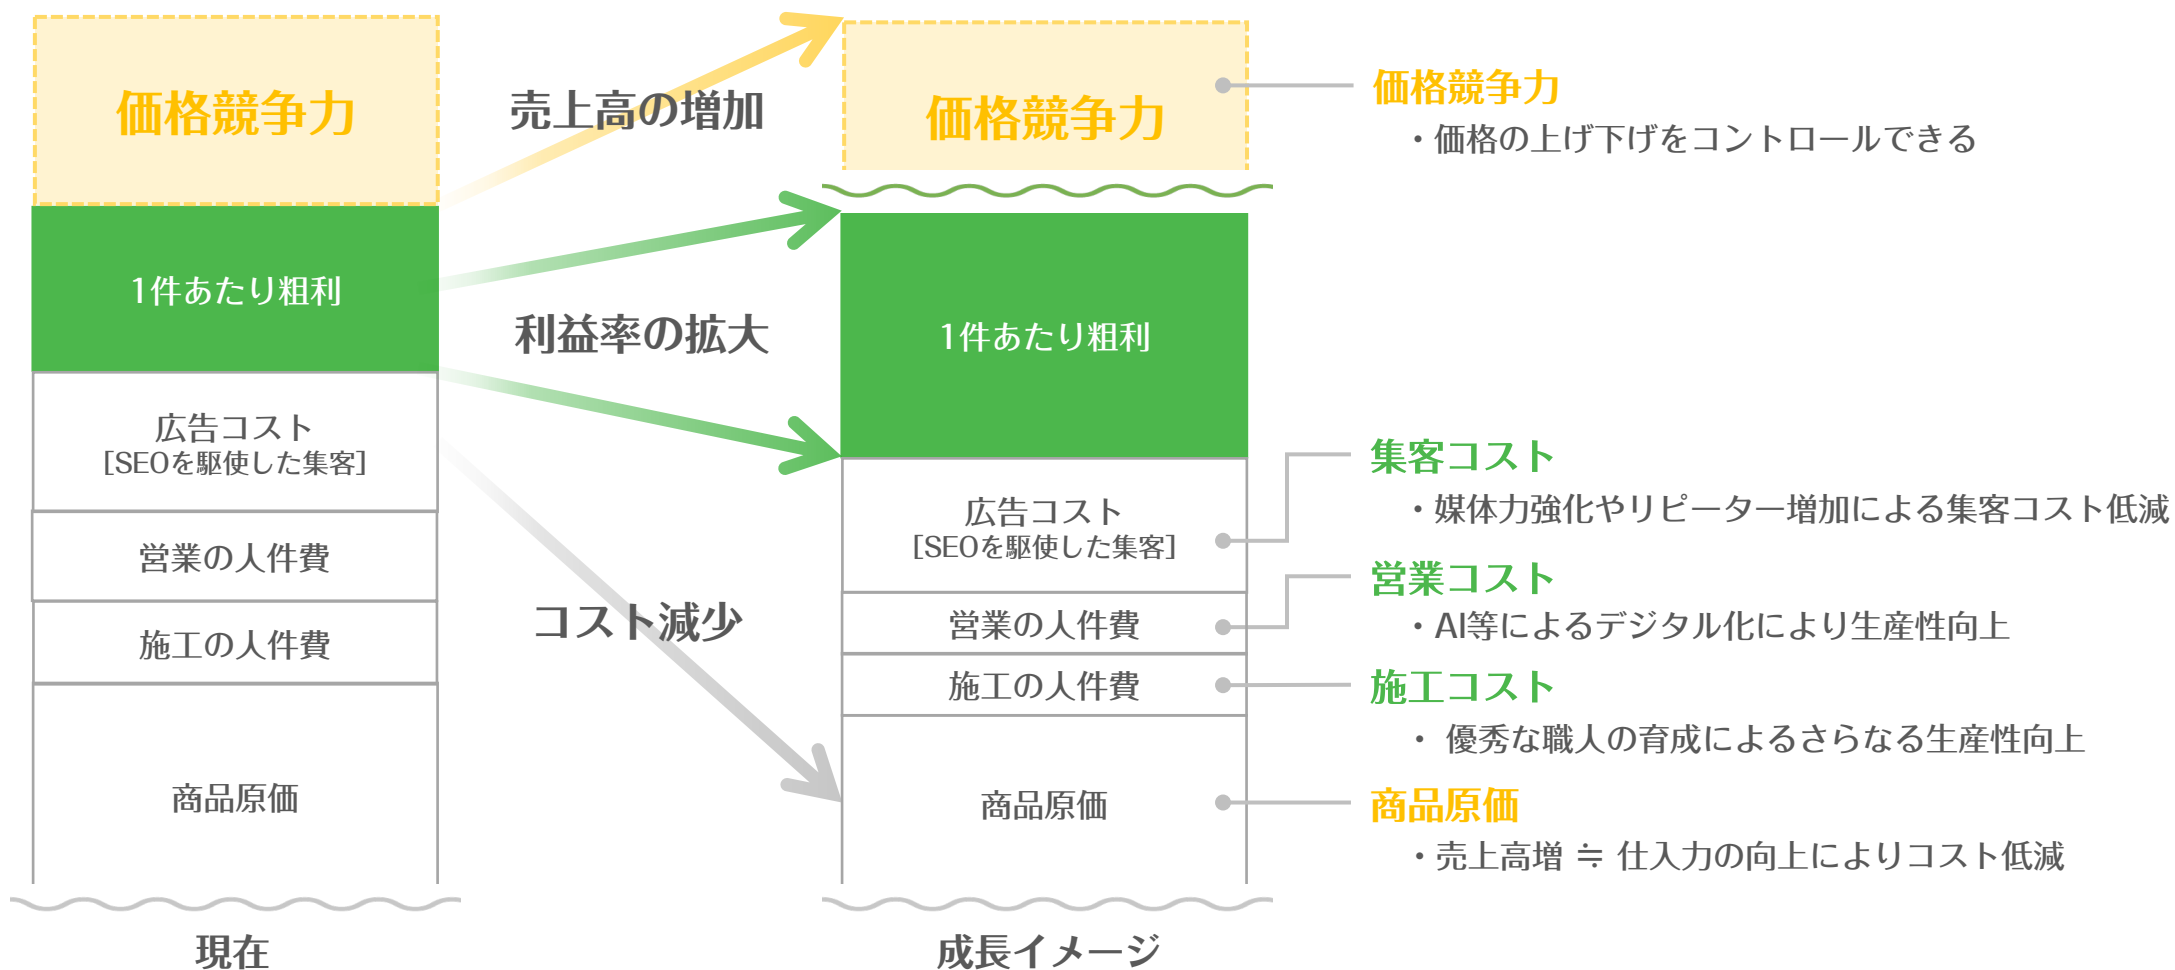 価格競争力
1件あたり粗利
広告コスト
[SEOを駆使した集客]
営業の人件費
施工の人件費
商品原価
現在
売上高の増加
利益率の拡大
コスト減少
価格競争力
1件あたり粗利
広告コスト
[SEOを駆使した集客]
営業の人件費
施工の人件費
商品原価
成長イメージ
価格競争力
・価格の上げ下げをコントロールできる
集客コスト
・媒体力強化やリピーター増加による集客コスト低減
営業コスト
・AI等によるデジタル化により生産性向上
施工コスト
・ 優秀な職人の育成によるさらなる生産性向上
商品原価
・売上高増 ≒ 仕入力の向上によりコスト低減